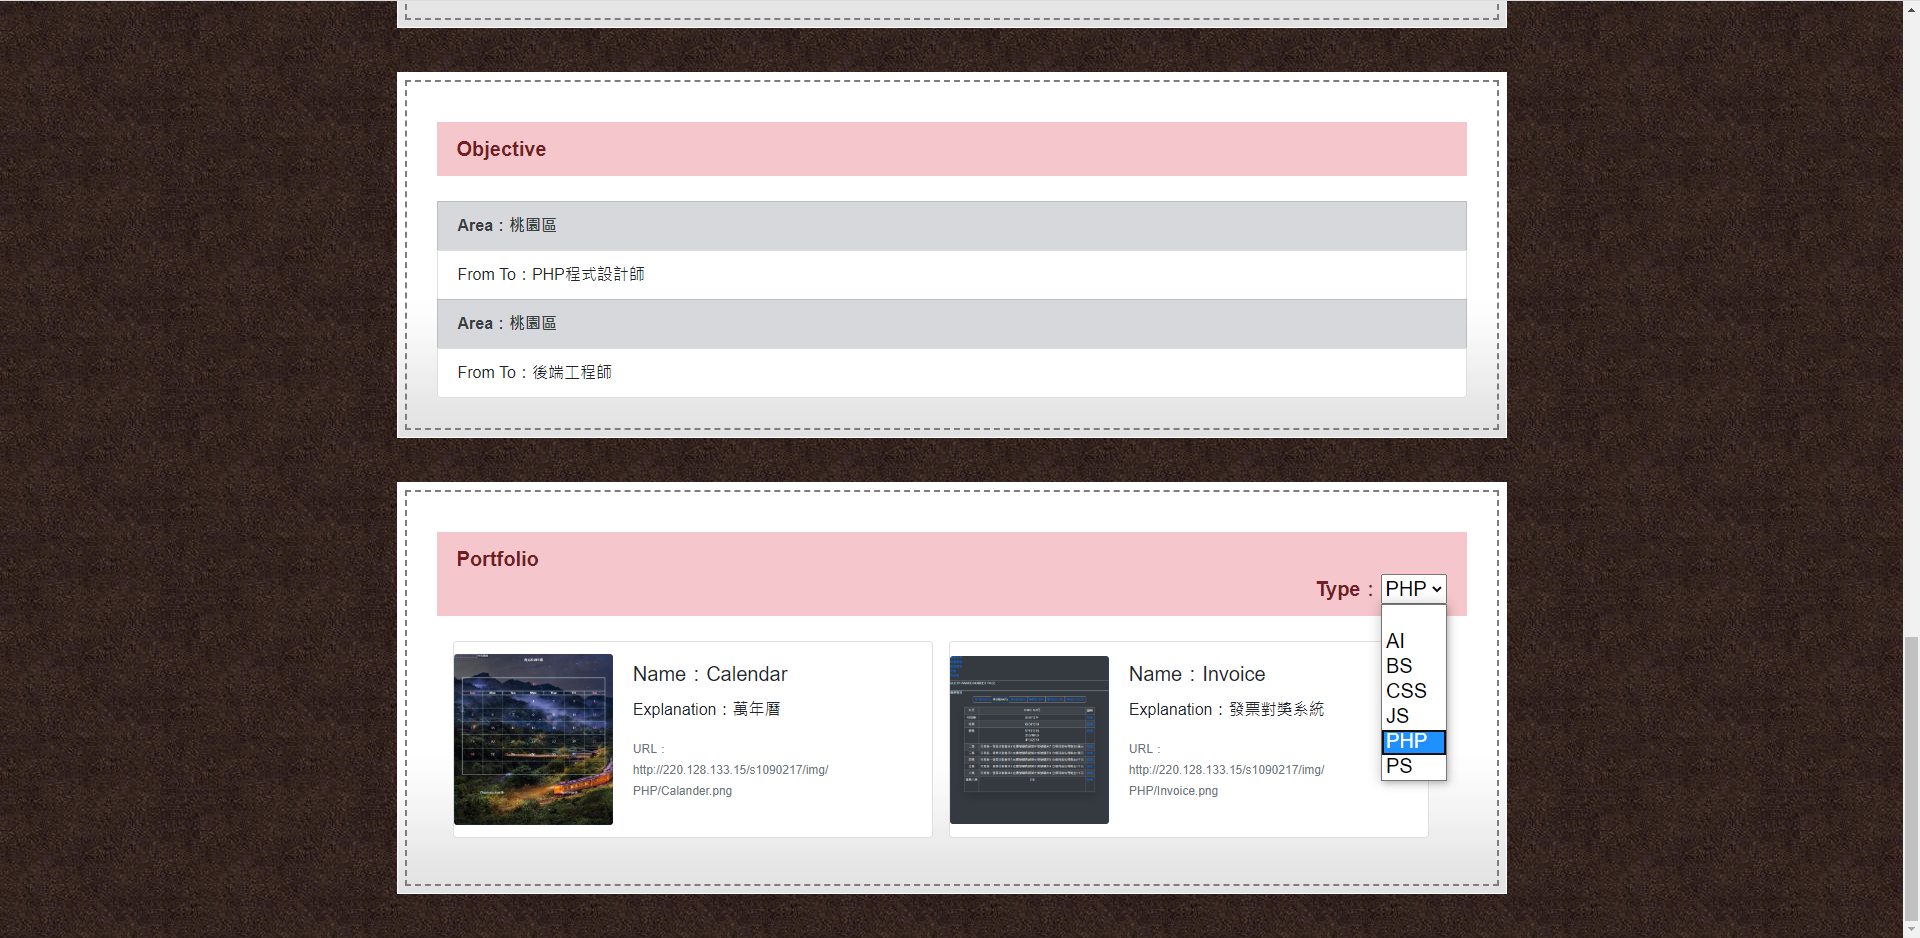 Objective
Area：桃園區
From To：PHP程式設計師
Area：桃園區
From To：後端工程師
Portfolio
Type： PHP
AI
BS
CSS
JS
PHP
PS
Name：Calendar
Explanation：萬年曆
URL：
http://220.128.133.15/s1090217/img/
PHP/Calander.png
Name：Invoice
Explanation：發票對獎系統
URL：
http://220.128.133.15/s1090217/img/
PHP/Invoice.png